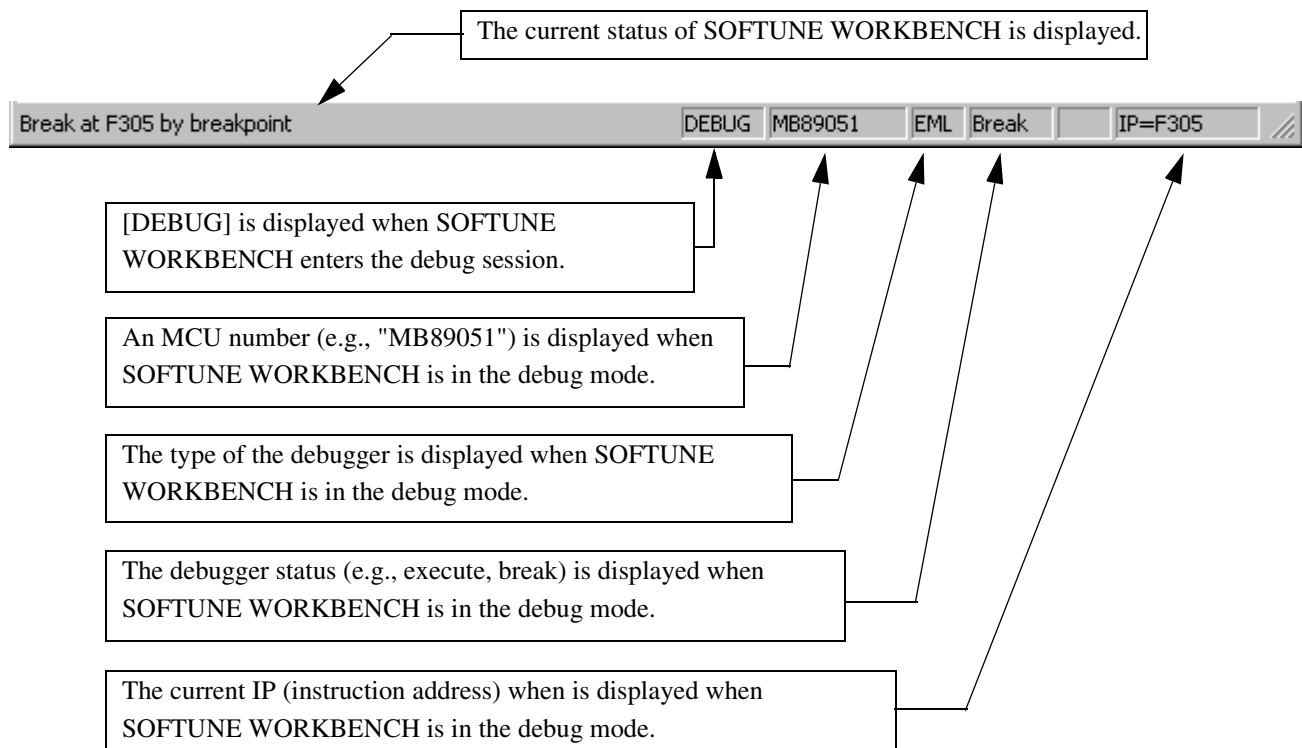 The current status of SOFTUNE WORKBENCH is displayed.
Break at F305 by breakpoint DEBUG MB89051 EML Break IP=F305
[DEBUG] is displayed when SOFTUNE
WORKBENCH enters the debug session.
An MCU number (e.g., "MB89051") is displayed when
SOFTUNE WORKBENCH is in the debug mode.
The type of the debugger is displayed when SOFTUNE
WORKBENCH is in the debug mode.
The debugger status (e.g., execute, break) is displayed when
SOFTUNE WORKBENCH is in the debug mode.
The current IP (instruction address) when is displayed when
SOFTUNE WORKBENCH is in the debug mode.